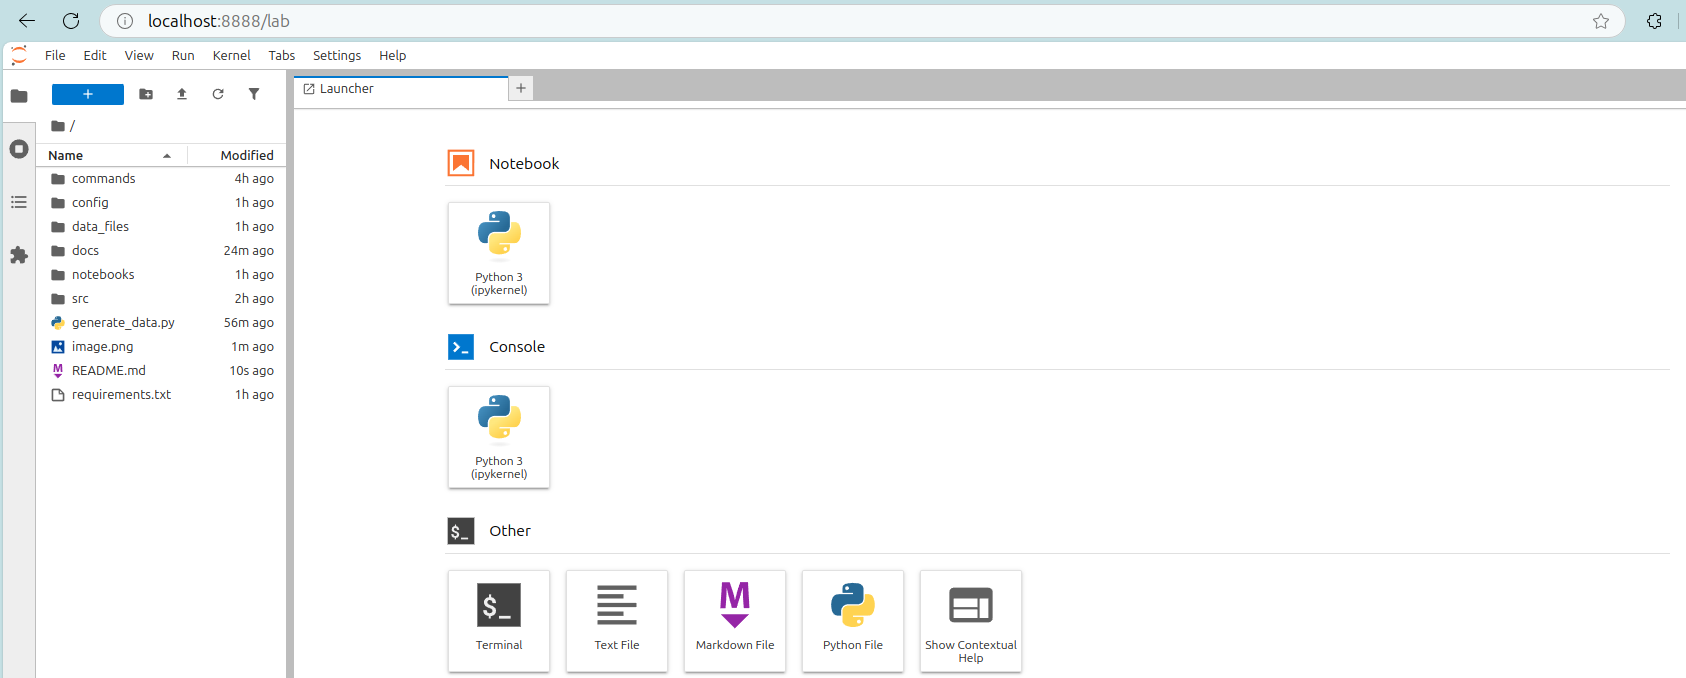 localhost:8888/lab
File Edit View Run Kernel Tabs Settings Help
+
/
Name Modified
commands 4h ago
config 1h ago
data_files 1h ago
docs 24m ago
notebooks 1h ago
src 2h ago
generate_data.py 56m ago
image.png 1m ago
M README.md 10s ago
requirements.txt 1h ago
Launcher +
Notebook
Python 3
(ipykernel)
>_ Console
Python 3
(ipykernel)
$_ Other
$_
Terminal
Text File
M
Markdown File
Python File
Show Contextual
Help